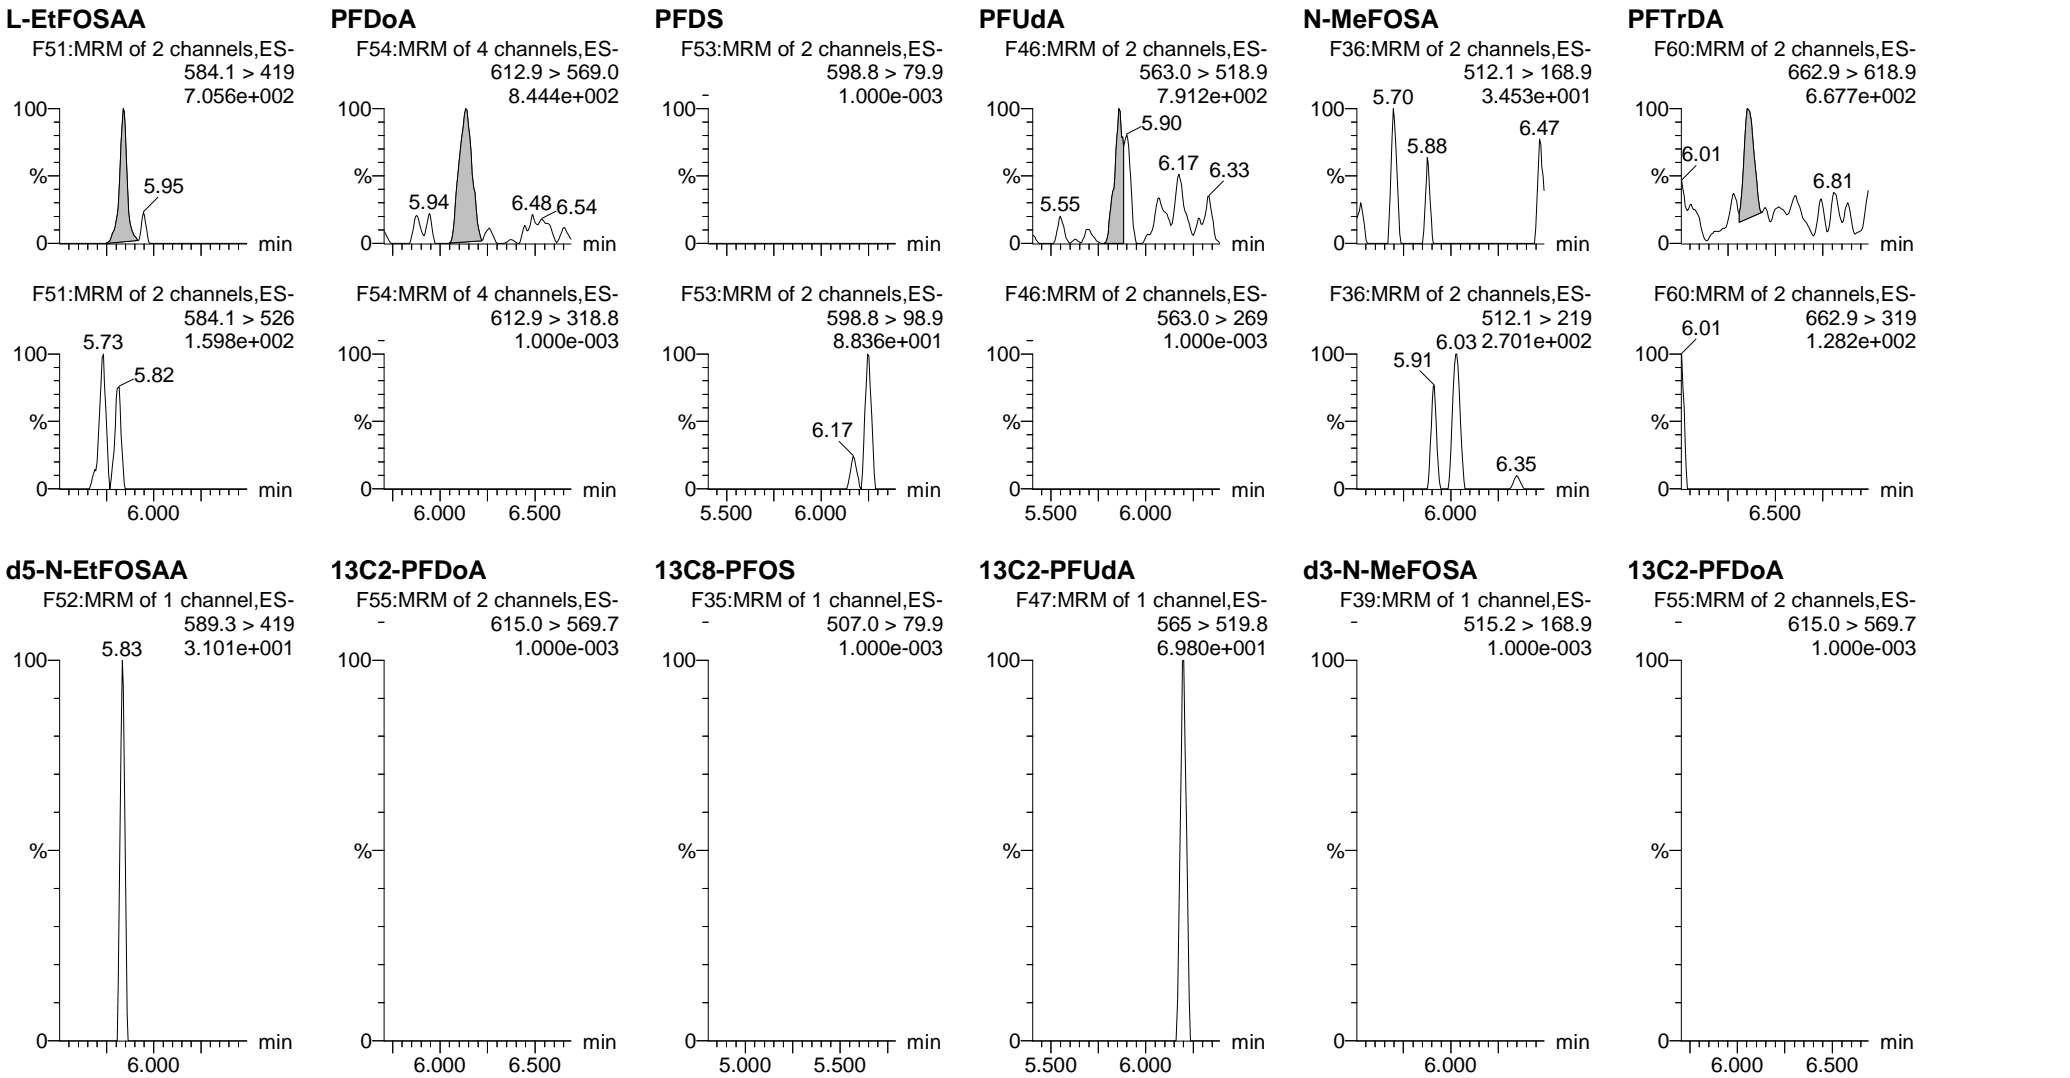 L-EtFOSAA
F51:MRM of 2 channels,ES-
584.1 > 419
7.056e+002
100
%
0
5.95
min
PFDoA
F54:MRM of 4 channels,ES-
612.9 > 569.0
8.444e+002
100
%
0
5.94
6.48
6.54
min
PFDS
F53:MRM of 2 channels,ES-
598.8 > 79.9
1.000e-003
100
%
0
min
PFUdA
F46:MRM of 2 channels,ES-
563.0 > 518.9
7.912e+002
100
%
0
5.55
5.90
6.17
6.33
min
N-MeFOSA
F36:MRM of 2 channels,ES-
512.1 > 168.9
3.453e+001
100
%
0
5.70
5.88
6.47
min
PFTrDA
F60:MRM of 2 channels,ES-
662.9 > 618.9
6.677e+002
100
%
0
6.01
6.81
min
F51:MRM of 2 channels,ES-
584.1 > 526
1.598e+002
100
%
0
5.73
5.82
min
6.000
F54:MRM of 4 channels,ES-
612.9 > 318.8
1.000e-003
100
%
0
min
6.000 6.500
F53:MRM of 2 channels,ES-
598.8 > 98.9
8.836e+001
100
%
0
6.17
min
5.500 6.000
F46:MRM of 2 channels,ES-
563.0 > 269
1.000e-003
100
%
0
min
5.500 6.000
F36:MRM of 2 channels,ES-
512.1 > 219
6.03 2.701e+002
100
%
0
5.91
6.35
min
6.000
F60:MRM of 2 channels,ES-
662.9 > 319
1.282e+002
100
%
0
6.01
min
6.500
d5-N-EtFOSAA
F52:MRM of 1 channel,ES-
589.3 > 419
5.83 3.101e+001
100
%
0
min
6.000
13C2-PFDoA
F55:MRM of 2 channels,ES-
615.0 > 569.7
1.000e-003
100
%
0
min
6.000 6.500
13C8-PFOS
F35:MRM of 1 channel,ES-
507.0 > 79.9
1.000e-003
100
%
0
min
5.000 5.500
13C2-PFUdA
F47:MRM of 1 channel,ES-
565 > 519.8
6.980e+001
100
%
0
min
5.500 6.000
d3-N-MeFOSA
F39:MRM of 1 channel,ES-
515.2 > 168.9
1.000e-003
100
%
0
min
6.000
13C2-PFDoA
F55:MRM of 2 channels,ES-
615.0 > 569.7
1.000e-003
100
%
0
min
6.000 6.500